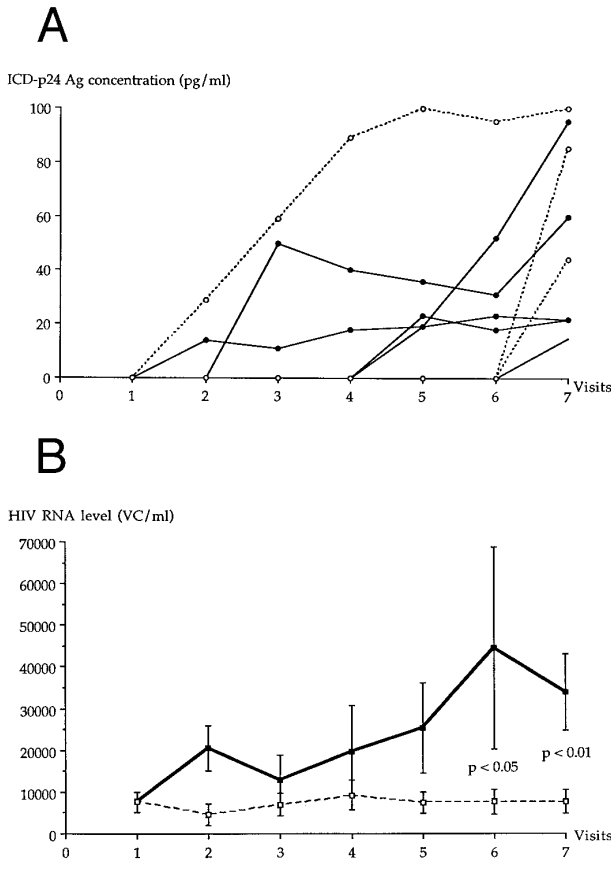 A
ICD-p24 Ag concentration (pg/ml)
100
80
60
40
20
0
0 1 2 3 4 5 6 7 Visits
B
HIV RNA level (VC/ml)
70000
60000
50000
40000
30000
20000
10000
0
p < 0.05
p < 0.01
0 1 2 3 4 5 6 7 Visits